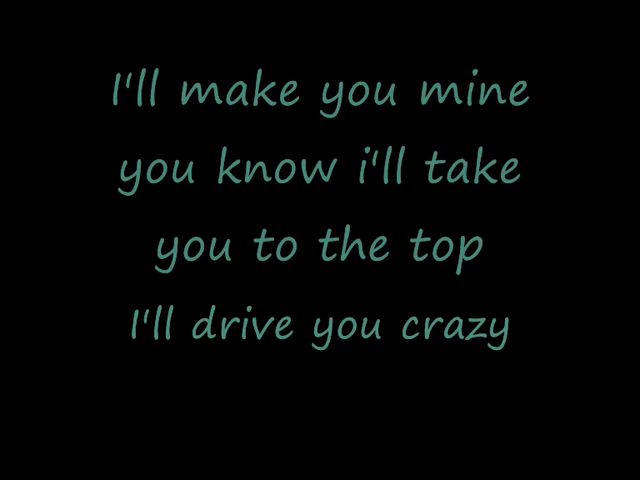 I'll make you mine
you know i'll take
you to the top
I'll drive you crazy